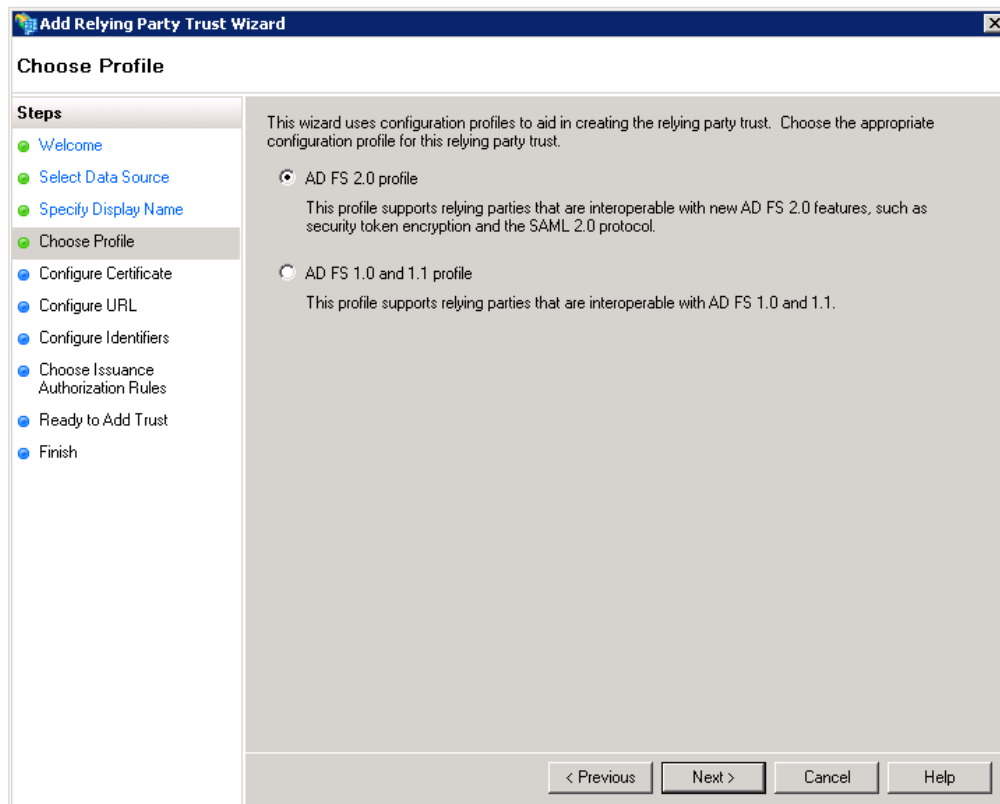 Add Relying Party Trust Wizard
Choose Profile
Steps
Welcome
Select Data Source
Specify Display Name
Choose Profile
Configure Certificate
Configure URL
Configure Identifiers
Choose Issuance
Authorization Rules
Ready to Add Trust
Finish
This wizard uses configuration profiles to aid in creating the relying party trust. Choose the appropriate
configuration profile for this relying party trust.
AD FS 2.0 profile
This profile supports relying parties that are interoperable with new AD FS 2.0 features, such as
security token encryption and the SAML 2.0 protocol.
AD FS 1.0 and 1.1 profile
This profile supports relying parties that are interoperable with AD FS 1.0 and 1.1.
< Previous
Next >
Cancel
Help